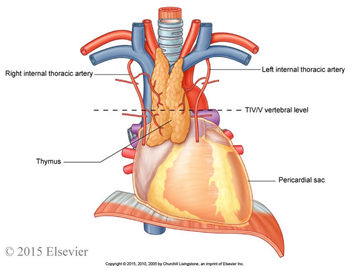 Right internal thoracic artery
Left internal thoracic artery
TIV/V vertebral level
Thymus
Pericardial sac
© 2015 Elsevier
Copyright © 2015, 2010, 2005 by Churchill Livingstone, an imprint of Elsevier Inc.